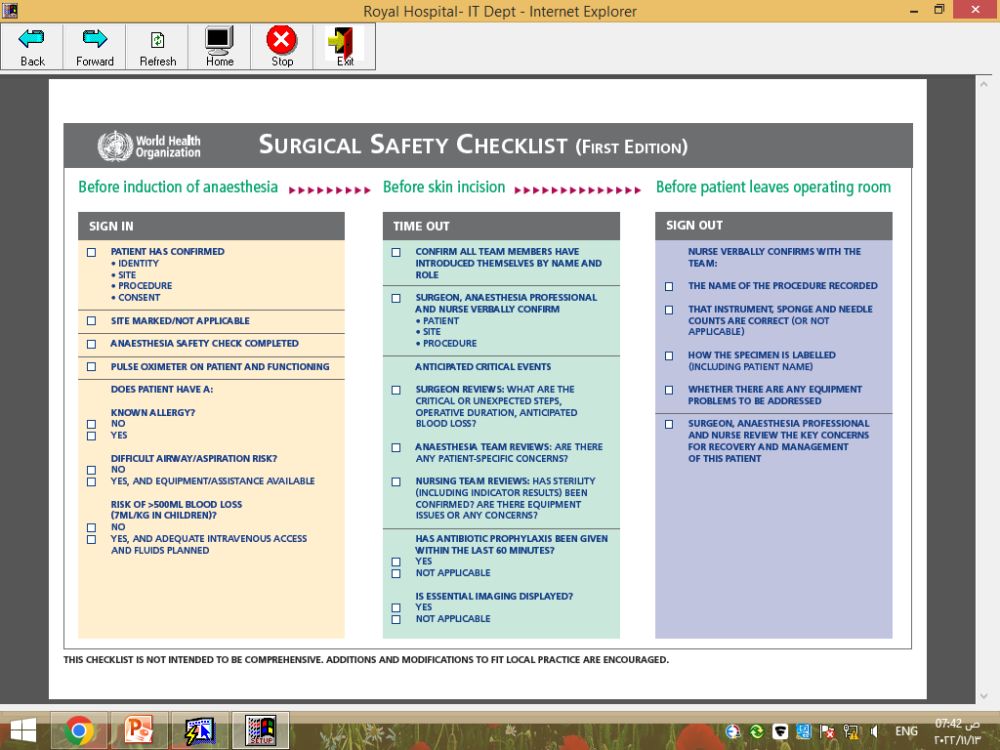 Royal Hospital- IT Dept - Internet Explorer
Back
Forward
Refresh
Home
Stop
Exit
World Health
Organization
SURGICAL SAFETY CHECKLIST (FIRST EDITION)
Before induction of anaesthesia
Before skin incision
Before patient leaves operating room
SIGN IN
PATIENT HAS CONFIRMED
• IDENTITY
• SITE
• PROCEDURE
• CONSENT
SITE MARKED/NOT APPLICABLE
ANAESTHESIA SAFETY CHECK COMPLETED
PULSE OXIMETER ON PATIENT AND FUNCTIONING
DOES PATIENT HAVE A:
KNOWN ALLERGY?
NO
YES
DIFFICULT AIRWAY/ASPIRATION RISK?
NO
YES, AND EQUIPMENT/ASSISTANCE AVAILABLE
RISK OF >500ML BLOOD LOSS
(7ML/KG IN CHILDREN)?
NO
YES, AND ADEQUATE INTRAVENOUS ACCESS
AND FLUIDS PLANNED
TIME OUT
CONFIRM ALL TEAM MEMBERS HAVE
INTRODUCED THEMSELVES BY NAME AND
ROLE
SURGEON, ANAESTHESIA PROFESSIONAL
AND NURSE VERBALLY CONFIRM
• PATIENT
• SITE
• PROCEDURE
ANTICIPATED CRITICAL EVENTS
SURGEON REVIEWS: WHAT ARE THE
CRITICAL OR UNEXPECTED STEPS,
OPERATIVE DURATION, ANTICIPATED
BLOOD LOSS?
ANAESTHESIA TEAM REVIEWS: ARE THERE
ANY PATIENT-SPECIFIC CONCERNS?
NURSING TEAM REVIEWS: HAS STERILITY
(INCLUDING INDICATOR RESULTS) BEEN
CONFIRMED? ARE THERE EQUIPMENT
ISSUES OR ANY CONCERNS?
HAS ANTIBIOTIC PROPHYLAXIS BEEN GIVEN
WITHIN THE LAST 60 MINUTES?
YES
NOT APPLICABLE
IS ESSENTIAL IMAGING DISPLAYED?
YES
NOT APPLICABLE
SIGN OUT
NURSE VERBALLY CONFIRMS WITH THE
TEAM:
THE NAME OF THE PROCEDURE RECORDED
THAT INSTRUMENT, SPONGE AND NEEDLE
COUNTS ARE CORRECT (OR NOT
APPLICABLE)
HOW THE SPECIMEN IS LABELLED
(INCLUDING PATIENT NAME)
WHETHER THERE ARE ANY EQUIPMENT
PROBLEMS TO BE ADDRESSED
SURGEON, ANAESTHESIA PROFESSIONAL
AND NURSE REVIEW THE KEY CONCERNS
FOR RECOVERY AND MANAGEMENT
OF THIS PATIENT
THIS CHECKLIST IS NOT INTENDED TO BE COMPREHENSIVE. ADDITIONS AND MODIFICATIONS TO FIT LOCAL PRACTICE ARE ENCOURAGED.
SETUP
ENG
07:42 ص
٢٠٢٢/١١/١٣